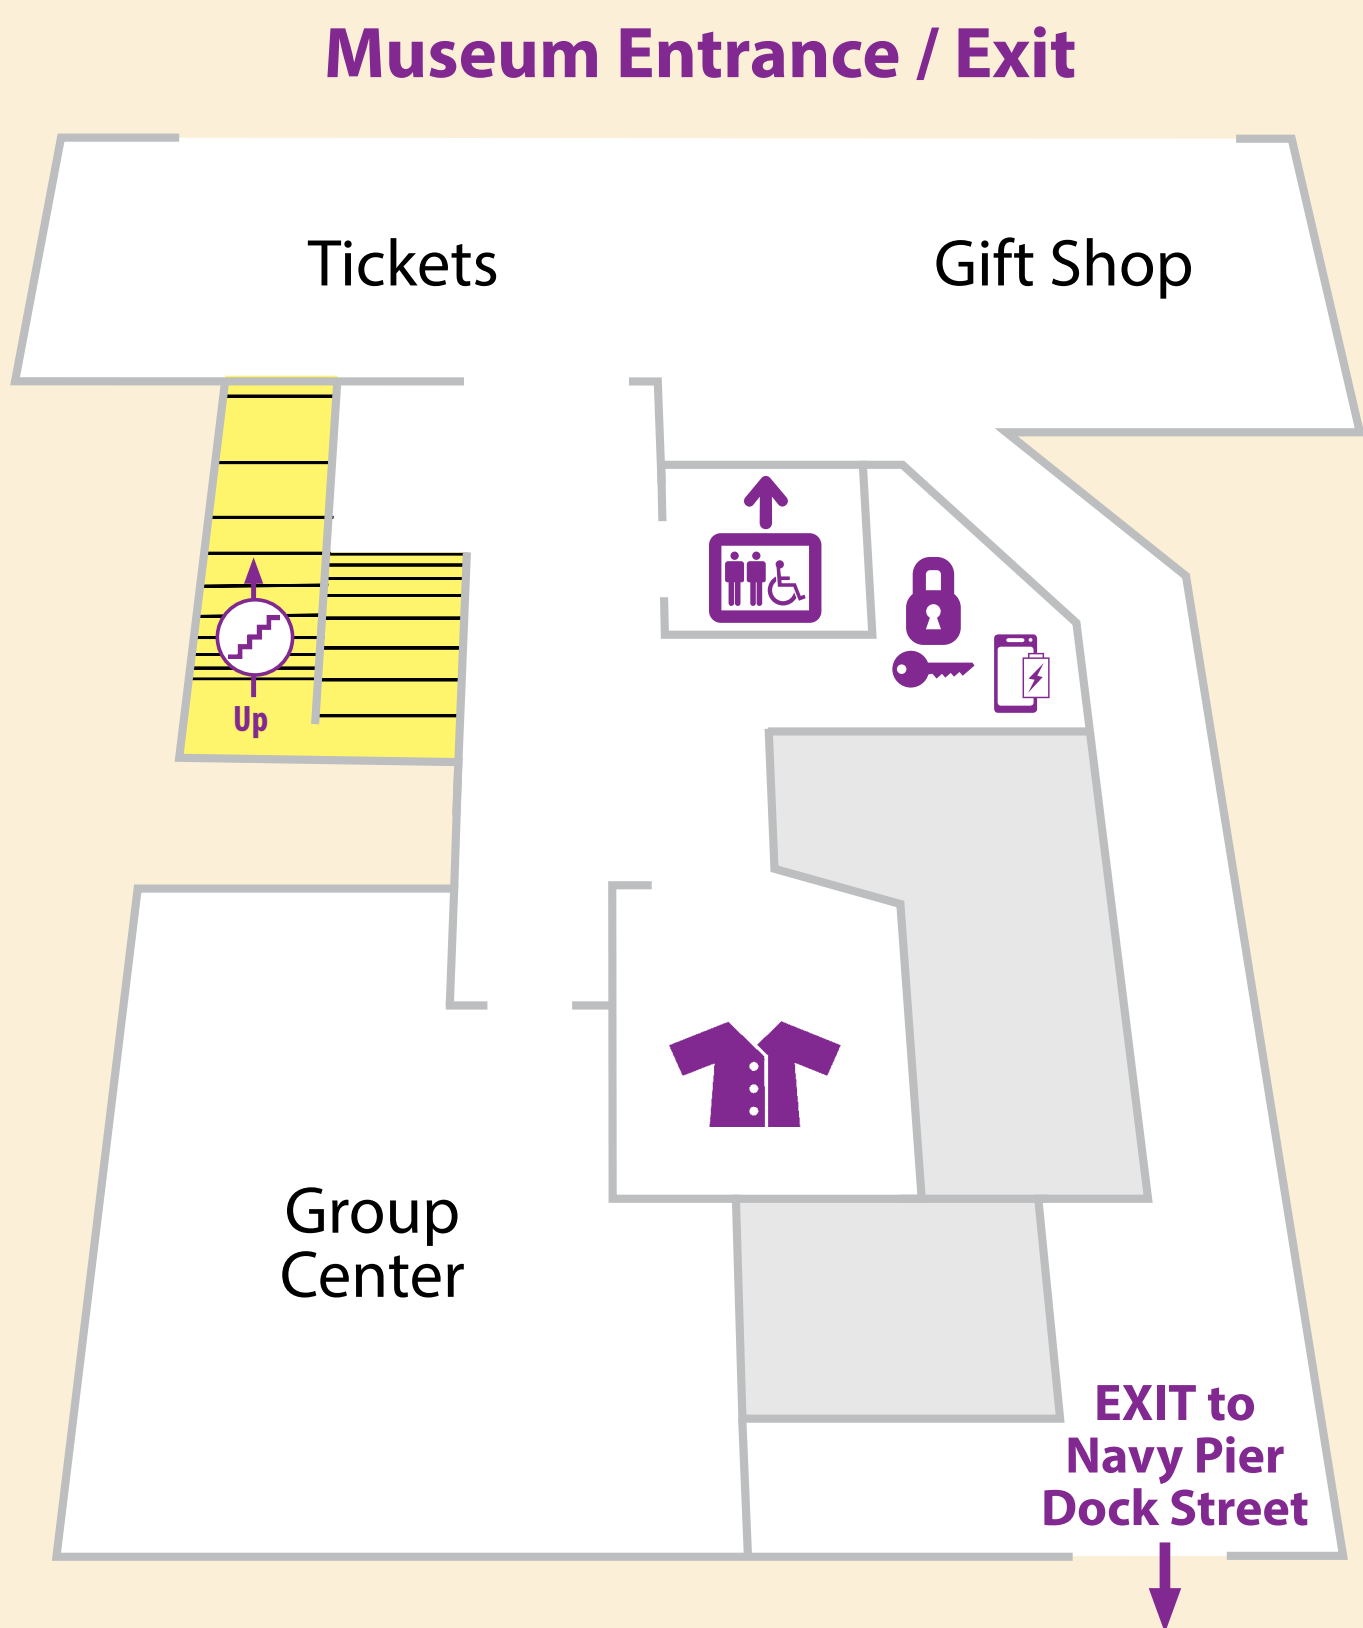 Museum Entrance / Exit
Tickets
Gift Shop
Up
Group
Center
EXIT to
Navy Pier
Dock Street